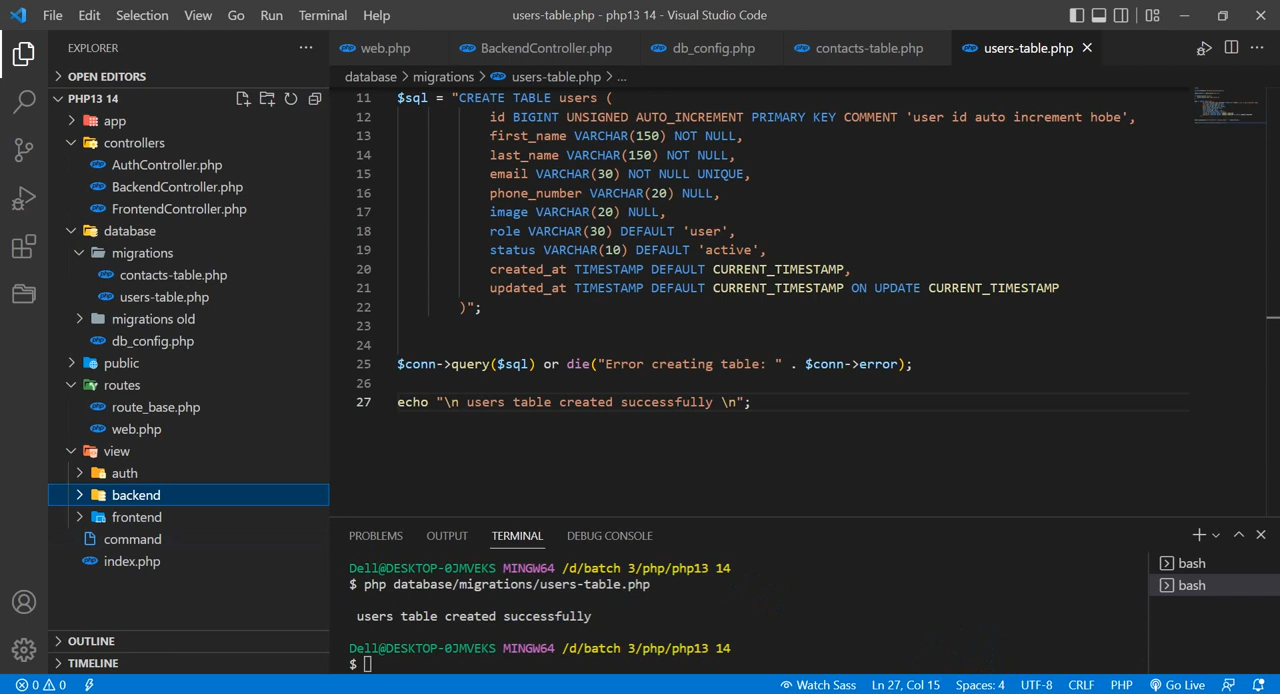 File Edit Selection View Go Run Terminal Help users-table.php - php13 14 - Visual Studio Code
EXPLORER
OPEN EDITORS
PHP13 14
app
controllers
AuthController.php
BackendController.php
FrontendController.php
database
migrations
contacts-table.php
users-table.php
migrations old
db_config.php
public
routes
route_base.php
web.php
view
auth
backend
frontend
command
index.php
OUTLINE
TIMELINE
web.php BackendController.php db_config.php contacts-table.php users-table.php
database > migrations > users-table.php > ...
11 $sql = "CREATE TABLE users (
12 id BIGINT UNSIGNED AUTO_INCREMENT PRIMARY KEY COMMENT 'user id auto increment hobe',
13 first_name VARCHAR(150) NOT NULL,
14 last_name VARCHAR(150) NOT NULL,
15 email VARCHAR(30) NOT NULL UNIQUE,
16 phone_number VARCHAR(20) NULL,
17 image VARCHAR(20) NULL,
18 role VARCHAR(30) DEFAULT 'user',
19 status VARCHAR(10) DEFAULT 'active',
20 created_at TIMESTAMP DEFAULT CURRENT_TIMESTAMP,
21 updated_at TIMESTAMP DEFAULT CURRENT_TIMESTAMP ON UPDATE CURRENT_TIMESTAMP
22 )";
23
24
25 $conn->query($sql) or die("Error creating table: " . $conn->error);
26
27 echo "\n users table created successfully \n";
PROBLEMS OUTPUT TERMINAL DEBUG CONSOLE
Dell@DESKTOP-0JMVEKS MINGW64 /d/batch 3/php/php13 14
$ php database/migrations/users-table.php
users table created successfully
Dell@DESKTOP-0JMVEKS MINGW64 /d/batch 3/php/php13 14
$
bash
bash
0 0 Watch Sass Ln 27, Col 15 Spaces: 4 UTF-8 CRLF PHP Go Live